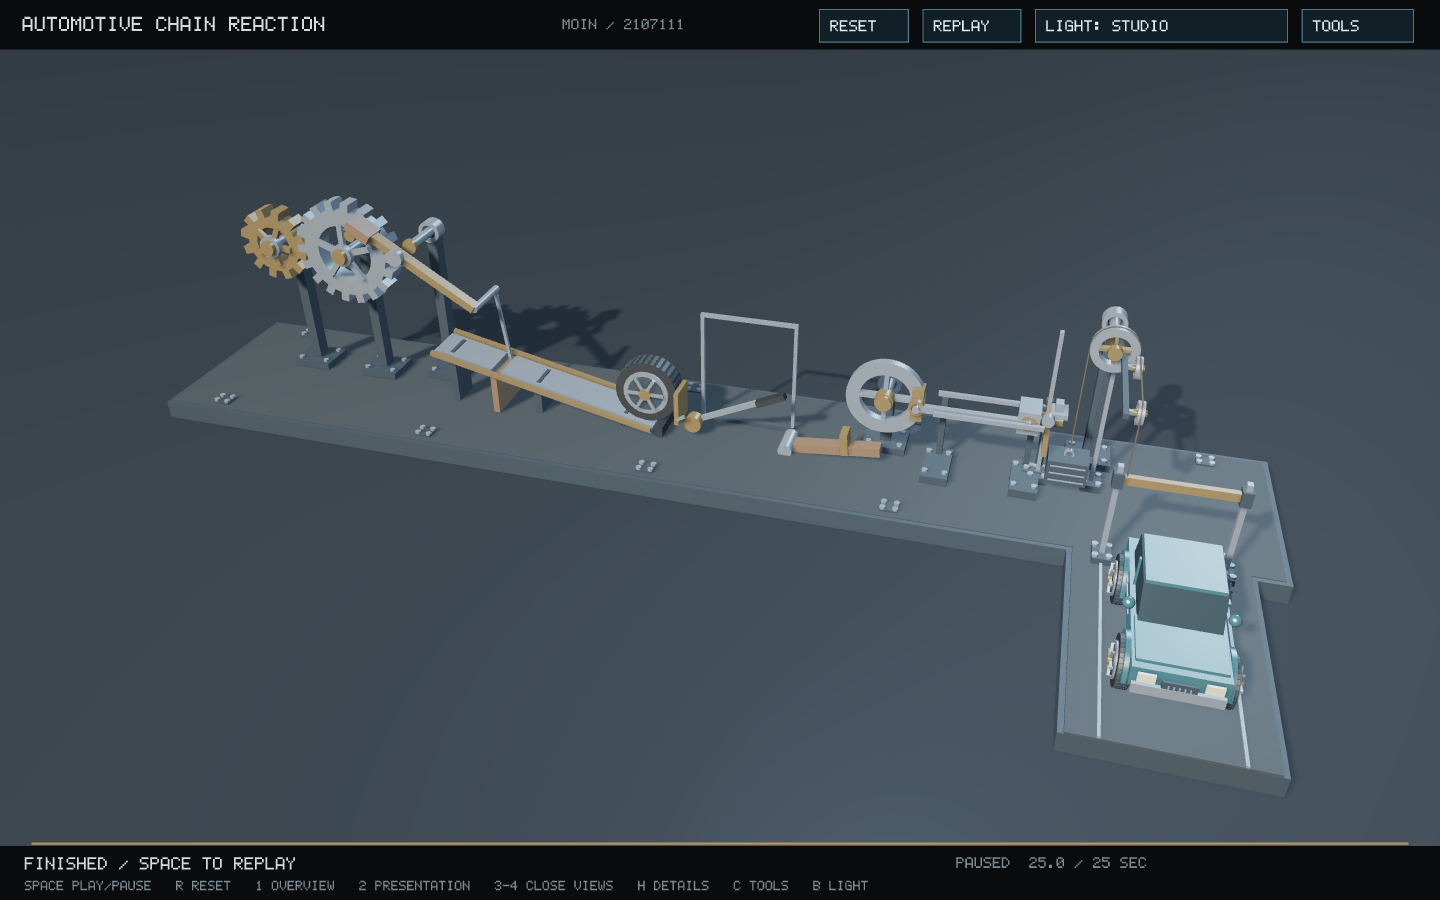 AUTOMOTIVE CHAIN REACTION
MOIN / 2107111
RESET
REPLAY
LIGHT: STUDIO
TOOLS
FINISHED / SPACE TO REPLAY
PAUSED 25.0 / 25 SEC
SPACE PLAY/PAUSE R RESET 1 OVERVIEW 2 PRESENTATION 3-4 CLOSE VIEWS H DETAILS C TOOLS B LIGHT